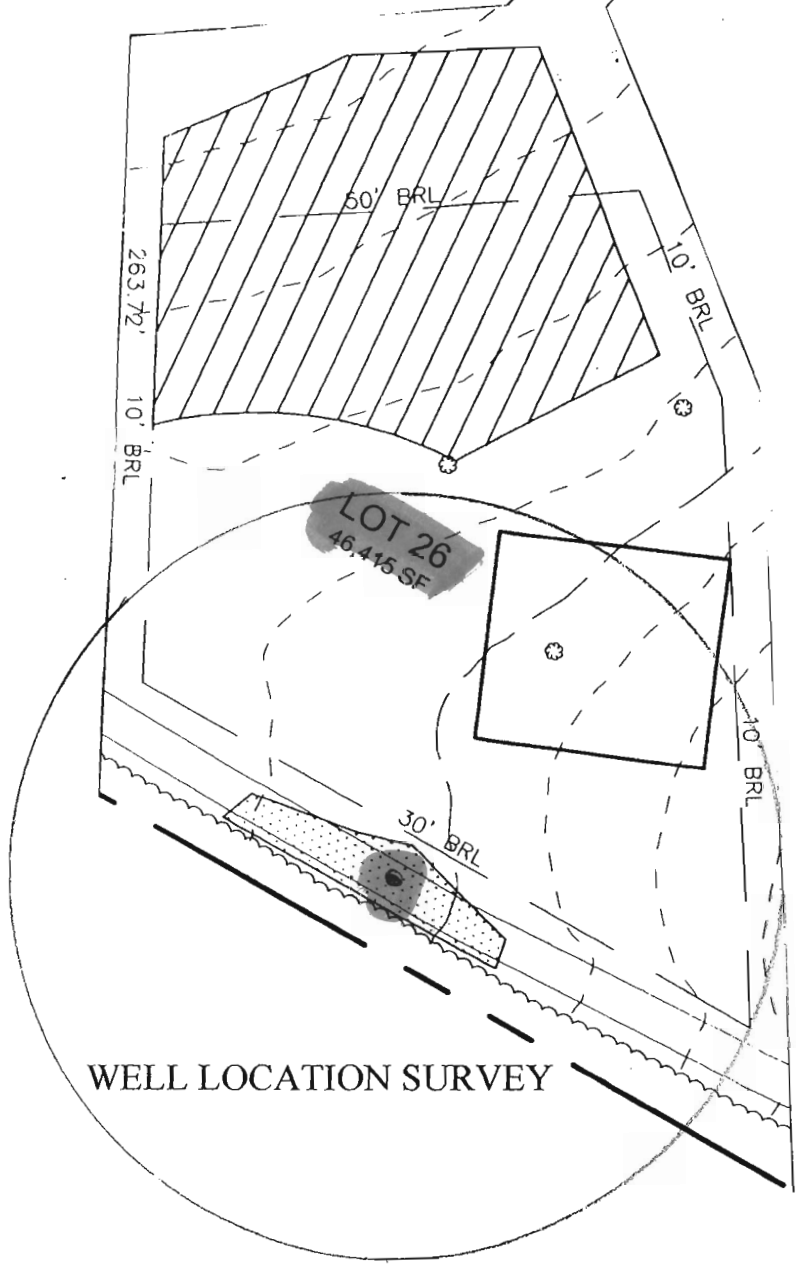 50' BRL
10' BRL
263.72'
10' BRL
LOT 26
46,415 SF
10' BRL
30' BRL
WELL LOCATION SURVEY